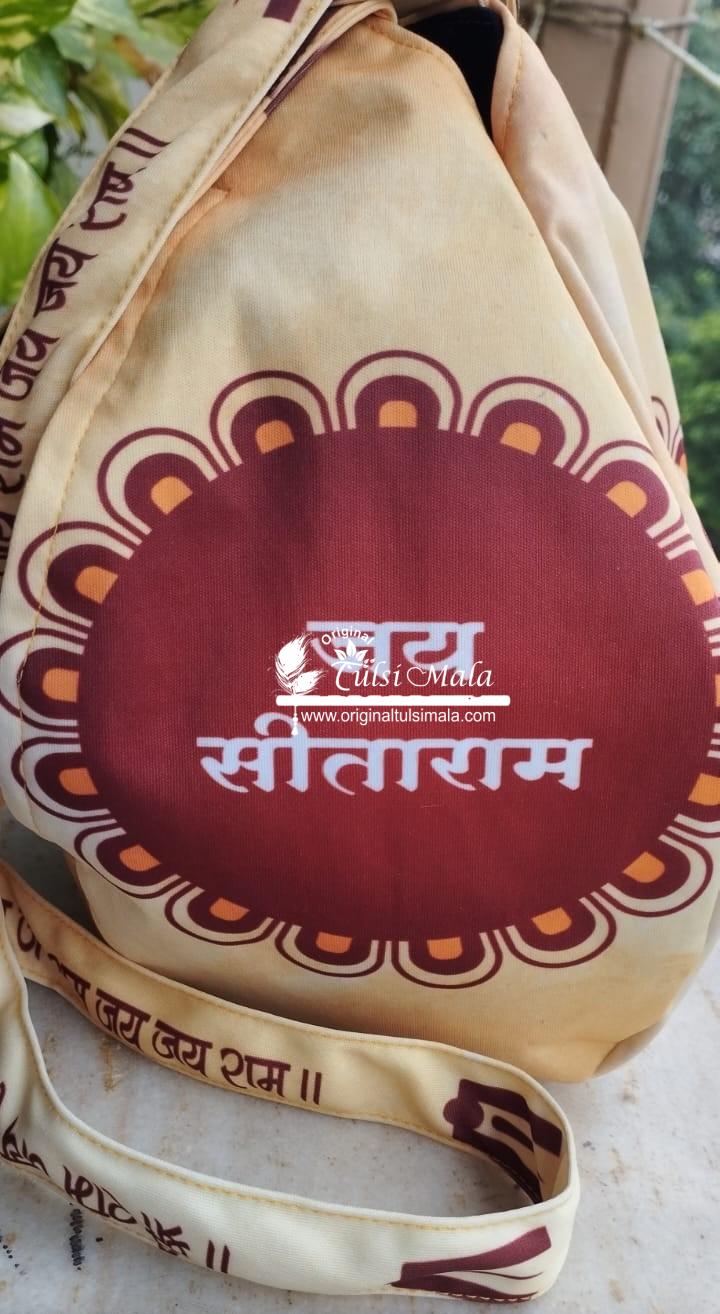 राम जय जय राम ॥
जय
Original
Tulsi Mala
www.originaltulsimala.com
सीताराम
जय जय राम ॥